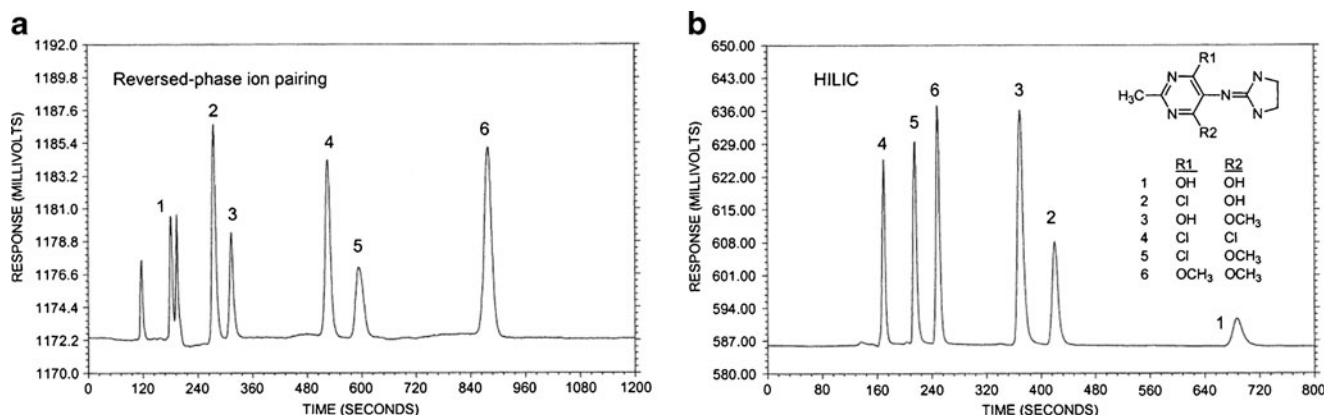 a
Reversed-phase ion pairing
RESPONSE (MILLIVOLTS)
1192.0
1189.8
1187.6
1185.4
1183.2
1181.0
1178.8
1176.6
1174.4
1172.2
1170.0
1
2
3
4
5
6
0 120 240 360 480 600 720 840 960 1080 1200
TIME (SECONDS)
b
HILIC
RESPONSE (MILLIVOLTS)
650.00
643.00
636.00
629.00
622.00
615.00
608.00
601.00
594.00
587.00
580.00
4
5
6
3
2
1
0 80 160 240 320 400 480 560 640 720 800
TIME (SECONDS)
R1
N N
H₃C N
N N
R2
R1 R2
1 OH OH
2 Cl OH
3 OH OCH₃
4 Cl Cl
5 Cl OCH₃
6 OCH₃ OCH₃